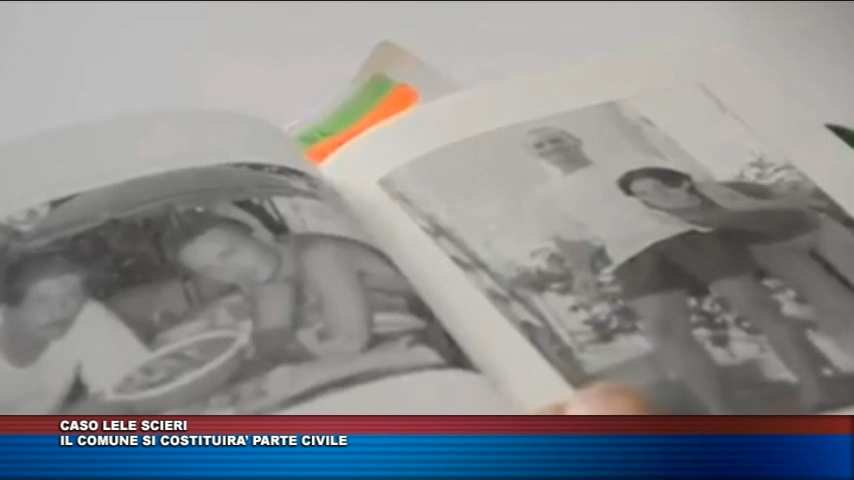 CASO LELE SCIERI
IL COMUNE SI COSTITUIRA' PARTE CIVILE